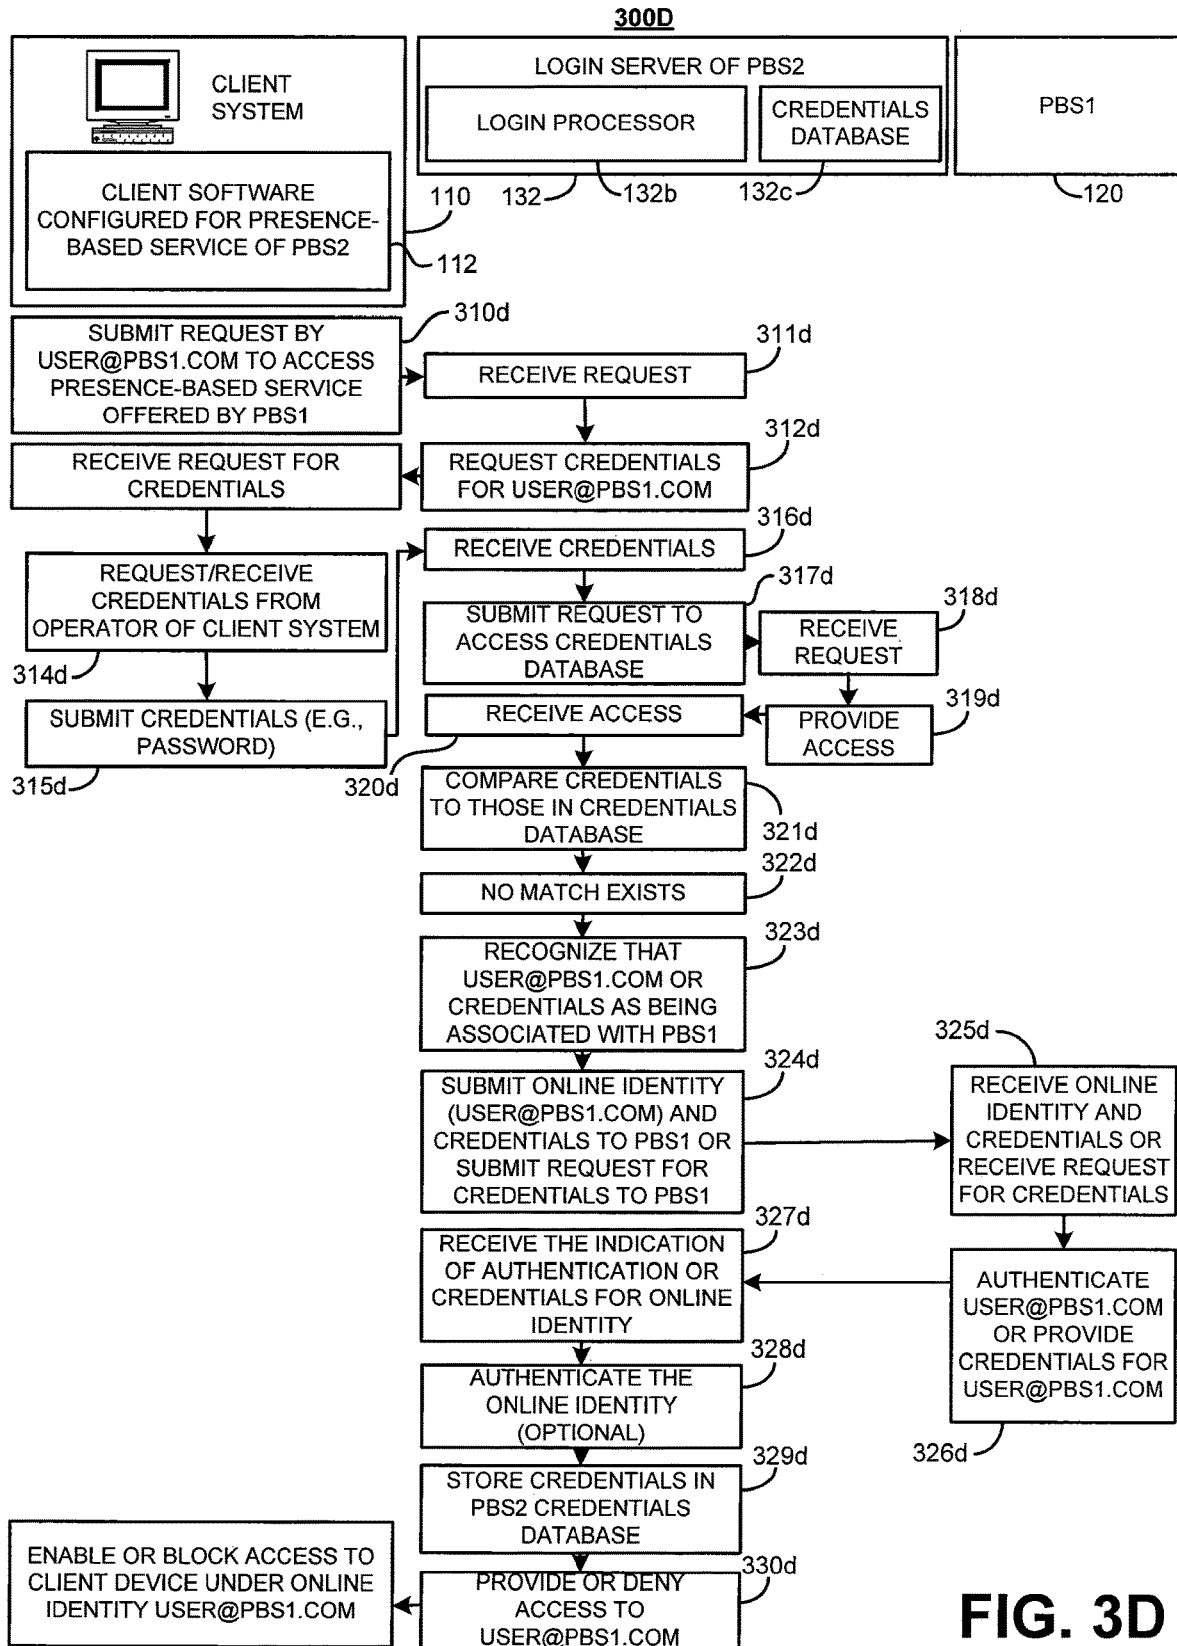 300D
CLIENT
SYSTEM
CLIENT SOFTWARE
CONFIGURED FOR PRESENCE-
BASED SERVICE OF PBS2
110
112
LOGIN SERVER OF PBS2
LOGIN PROCESSOR
CREDENTIALS
DATABASE
132
132b
132c
PBS1
120
SUBMIT REQUEST BY
USER@PBS1.COM TO ACCESS
PRESENCE-BASED SERVICE
OFFERED BY PBS1
310d
RECEIVE REQUEST
311d
REQUEST CREDENTIALS
FOR USER@PBS1.COM
312d
RECEIVE REQUEST FOR
CREDENTIALS
REQUEST/RECEIVE
CREDENTIALS FROM
OPERATOR OF CLIENT SYSTEM
314d
SUBMIT CREDENTIALS (E.G.,
PASSWORD)
315d
RECEIVE CREDENTIALS
316d
SUBMIT REQUEST TO
ACCESS CREDENTIALS
DATABASE
317d
RECEIVE
REQUEST
318d
PROVIDE
ACCESS
319d
RECEIVE ACCESS
320d
COMPARE CREDENTIALS
TO THOSE IN CREDENTIALS
DATABASE
321d
NO MATCH EXISTS
322d
RECOGNIZE THAT
USER@PBS1.COM OR
CREDENTIALS AS BEING
ASSOCIATED WITH PBS1
323d
SUBMIT ONLINE IDENTITY
(USER@PBS1.COM) AND
CREDENTIALS TO PBS1 OR
SUBMIT REQUEST FOR
CREDENTIALS TO PBS1
324d
RECEIVE ONLINE
IDENTITY AND
CREDENTIALS OR
RECEIVE REQUEST
FOR CREDENTIALS
325d
AUTHENTICATE
USER@PBS1.COM
OR PROVIDE
CREDENTIALS FOR
USER@PBS1.COM
326d
RECEIVE THE INDICATION
OF AUTHENTICATION OR
CREDENTIALS FOR ONLINE
IDENTITY
327d
AUTHENTICATE THE
ONLINE IDENTITY
(OPTIONAL)
328d
STORE CREDENTIALS IN
PBS2 CREDENTIALS
DATABASE
329d
PROVIDE OR DENY
ACCESS TO
USER@PBS1.COM
330d
ENABLE OR BLOCK ACCESS TO
CLIENT DEVICE UNDER ONLINE
IDENTITY USER@PBS1.COM
FIG. 3D